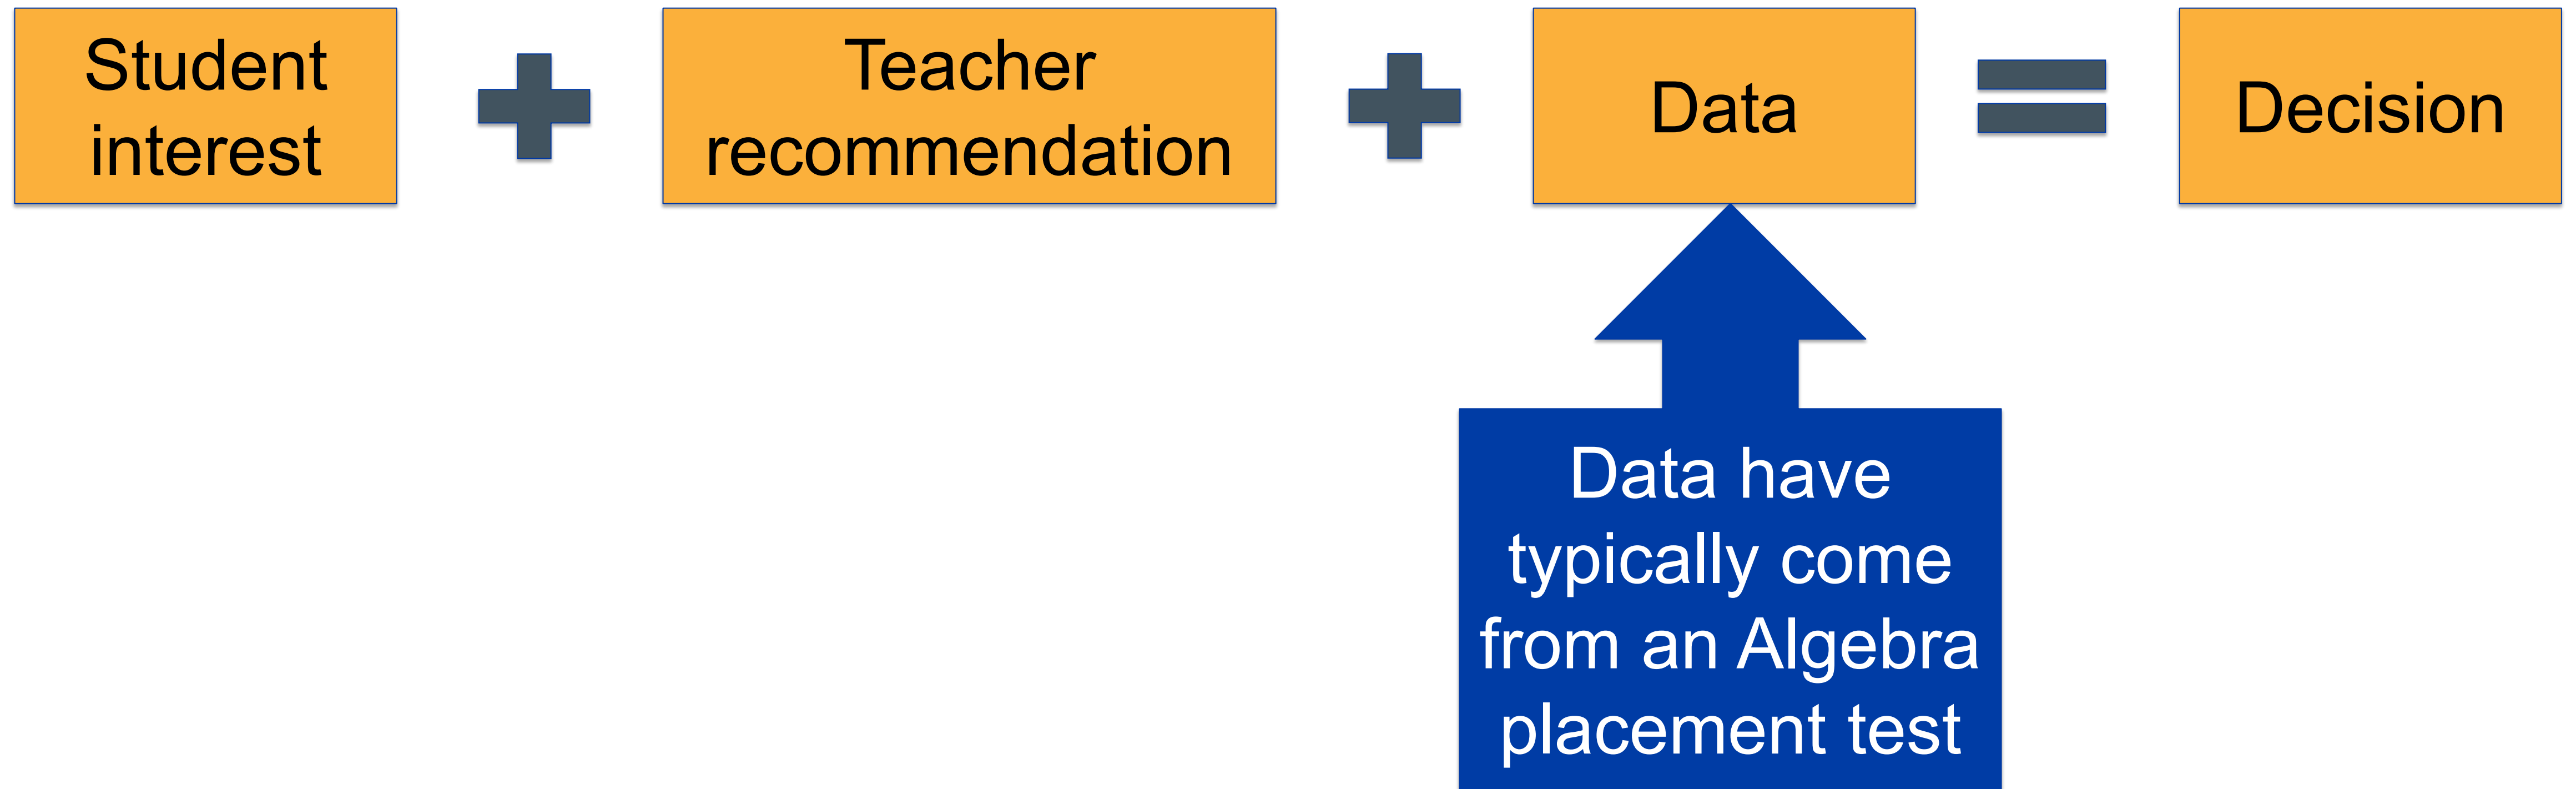 Student
interest
Teacher
recommendation
Data
Decision
Data have
typically come
from an Algebra
placement test